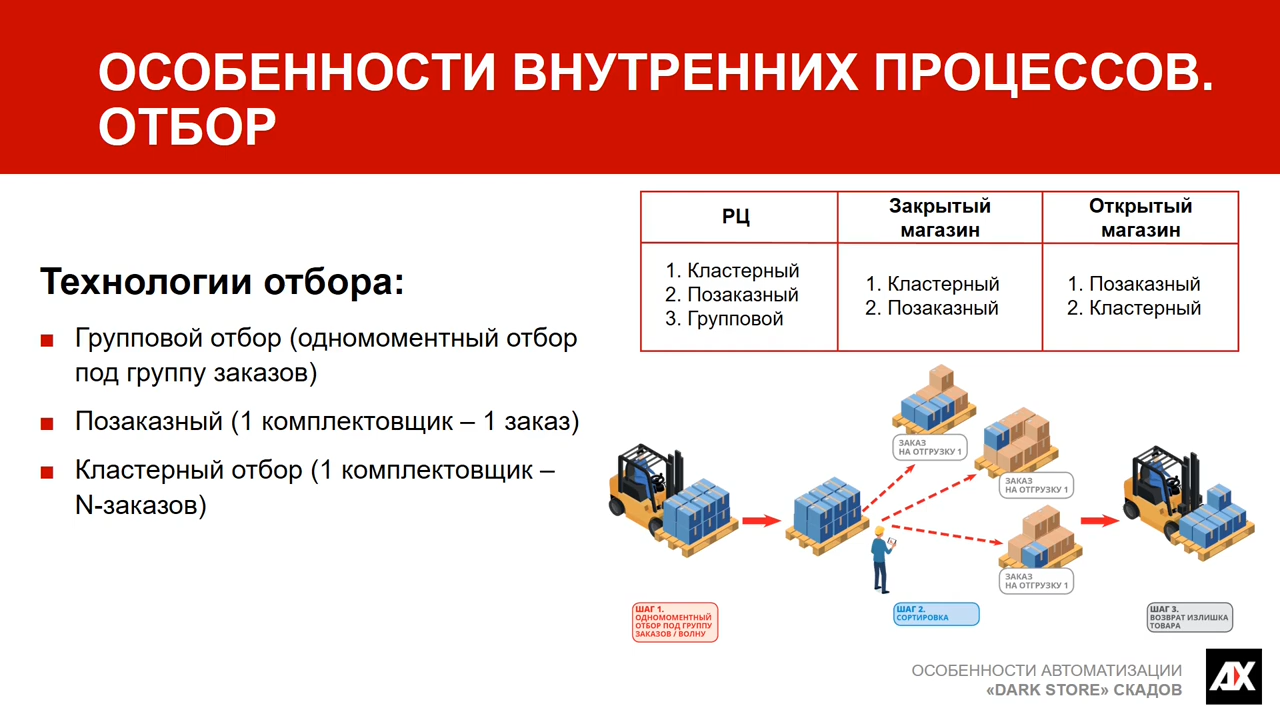 ОСОБЕННОСТИ ВНУТРЕННИХ ПРОЦЕССОВ.
ОТБОР
Технологии отбора:
Групповой отбор (одномоментный отбор
под группу заказов)
Позаказный (1 комплектовщик – 1 заказ)
Кластерный отбор (1 комплектовщик –
N-заказов)
РЦ
Закрытый
магазин
Открытый
магазин
1. Кластерный
2. Позаказный
3. Групповой
1. Кластерный
2. Позаказный
1. Позаказный
2. Кластерный
ЗАКАЗ
НА ОТГРУЗКУ 1
ЗАКАЗ
НА ОТГРУЗКУ 1
ЗАКАЗ
НА ОТГРУЗКУ 1
ШАГ 1.
ОДНОМОМЕНТНЫЙ
ОТБОР ПОД ГРУППУ
ЗАКАЗОВ / ВОЛНУ
ШАГ 2.
СОРТИРОВКА
ШАГ 3.
ВОЗВРАТ ИЗЛИШКА
ТОВАРА
ОСОБЕННОСТИ АВТОМАТИЗАЦИИ
«DARK STORE» СКАДОВ